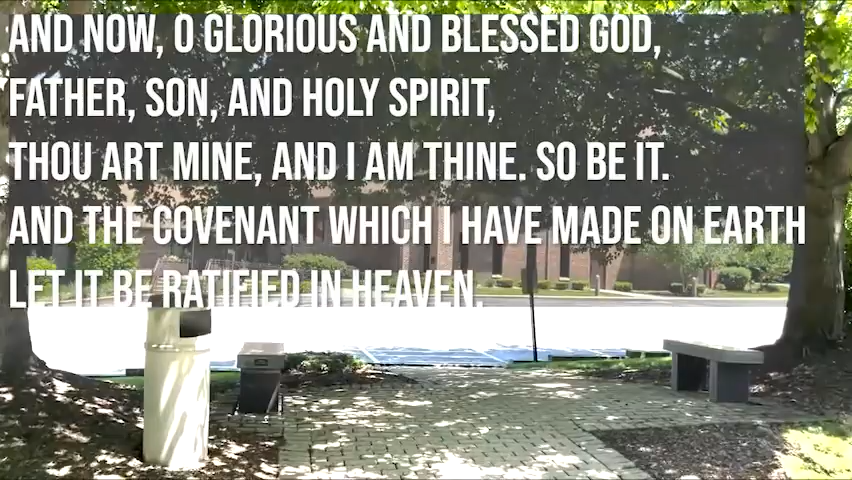 AND NOW, O GLORIOUS AND BLESSED GOD,
FATHER, SON, AND HOLY SPIRIT,
THOU ART MINE, AND I AM THINE. SO BE IT.
AND THE COVENANT WHICH I HAVE MADE ON EARTH
LET IT BE RATIFIED IN HEAVEN.